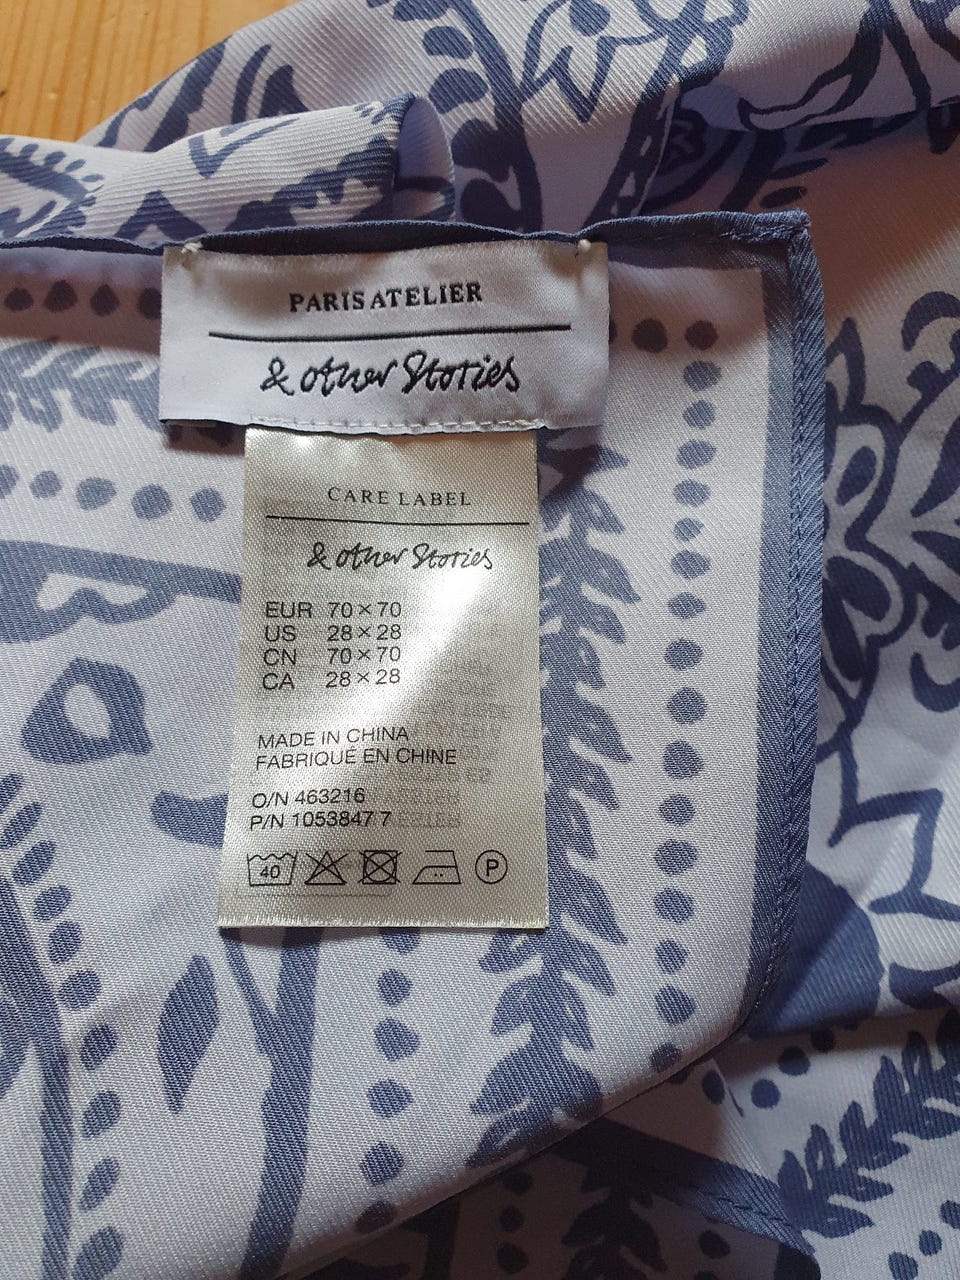 PARIS ATELIER
& other Stories
CARE LABEL
& other Stories
EUR 70 × 70
US 28 × 28
CN 70 × 70
CA 28 × 28
MADE IN CHINA
FABRIQUÉ EN CHINE
O/N 463216
P/N 1053847 7
40 P